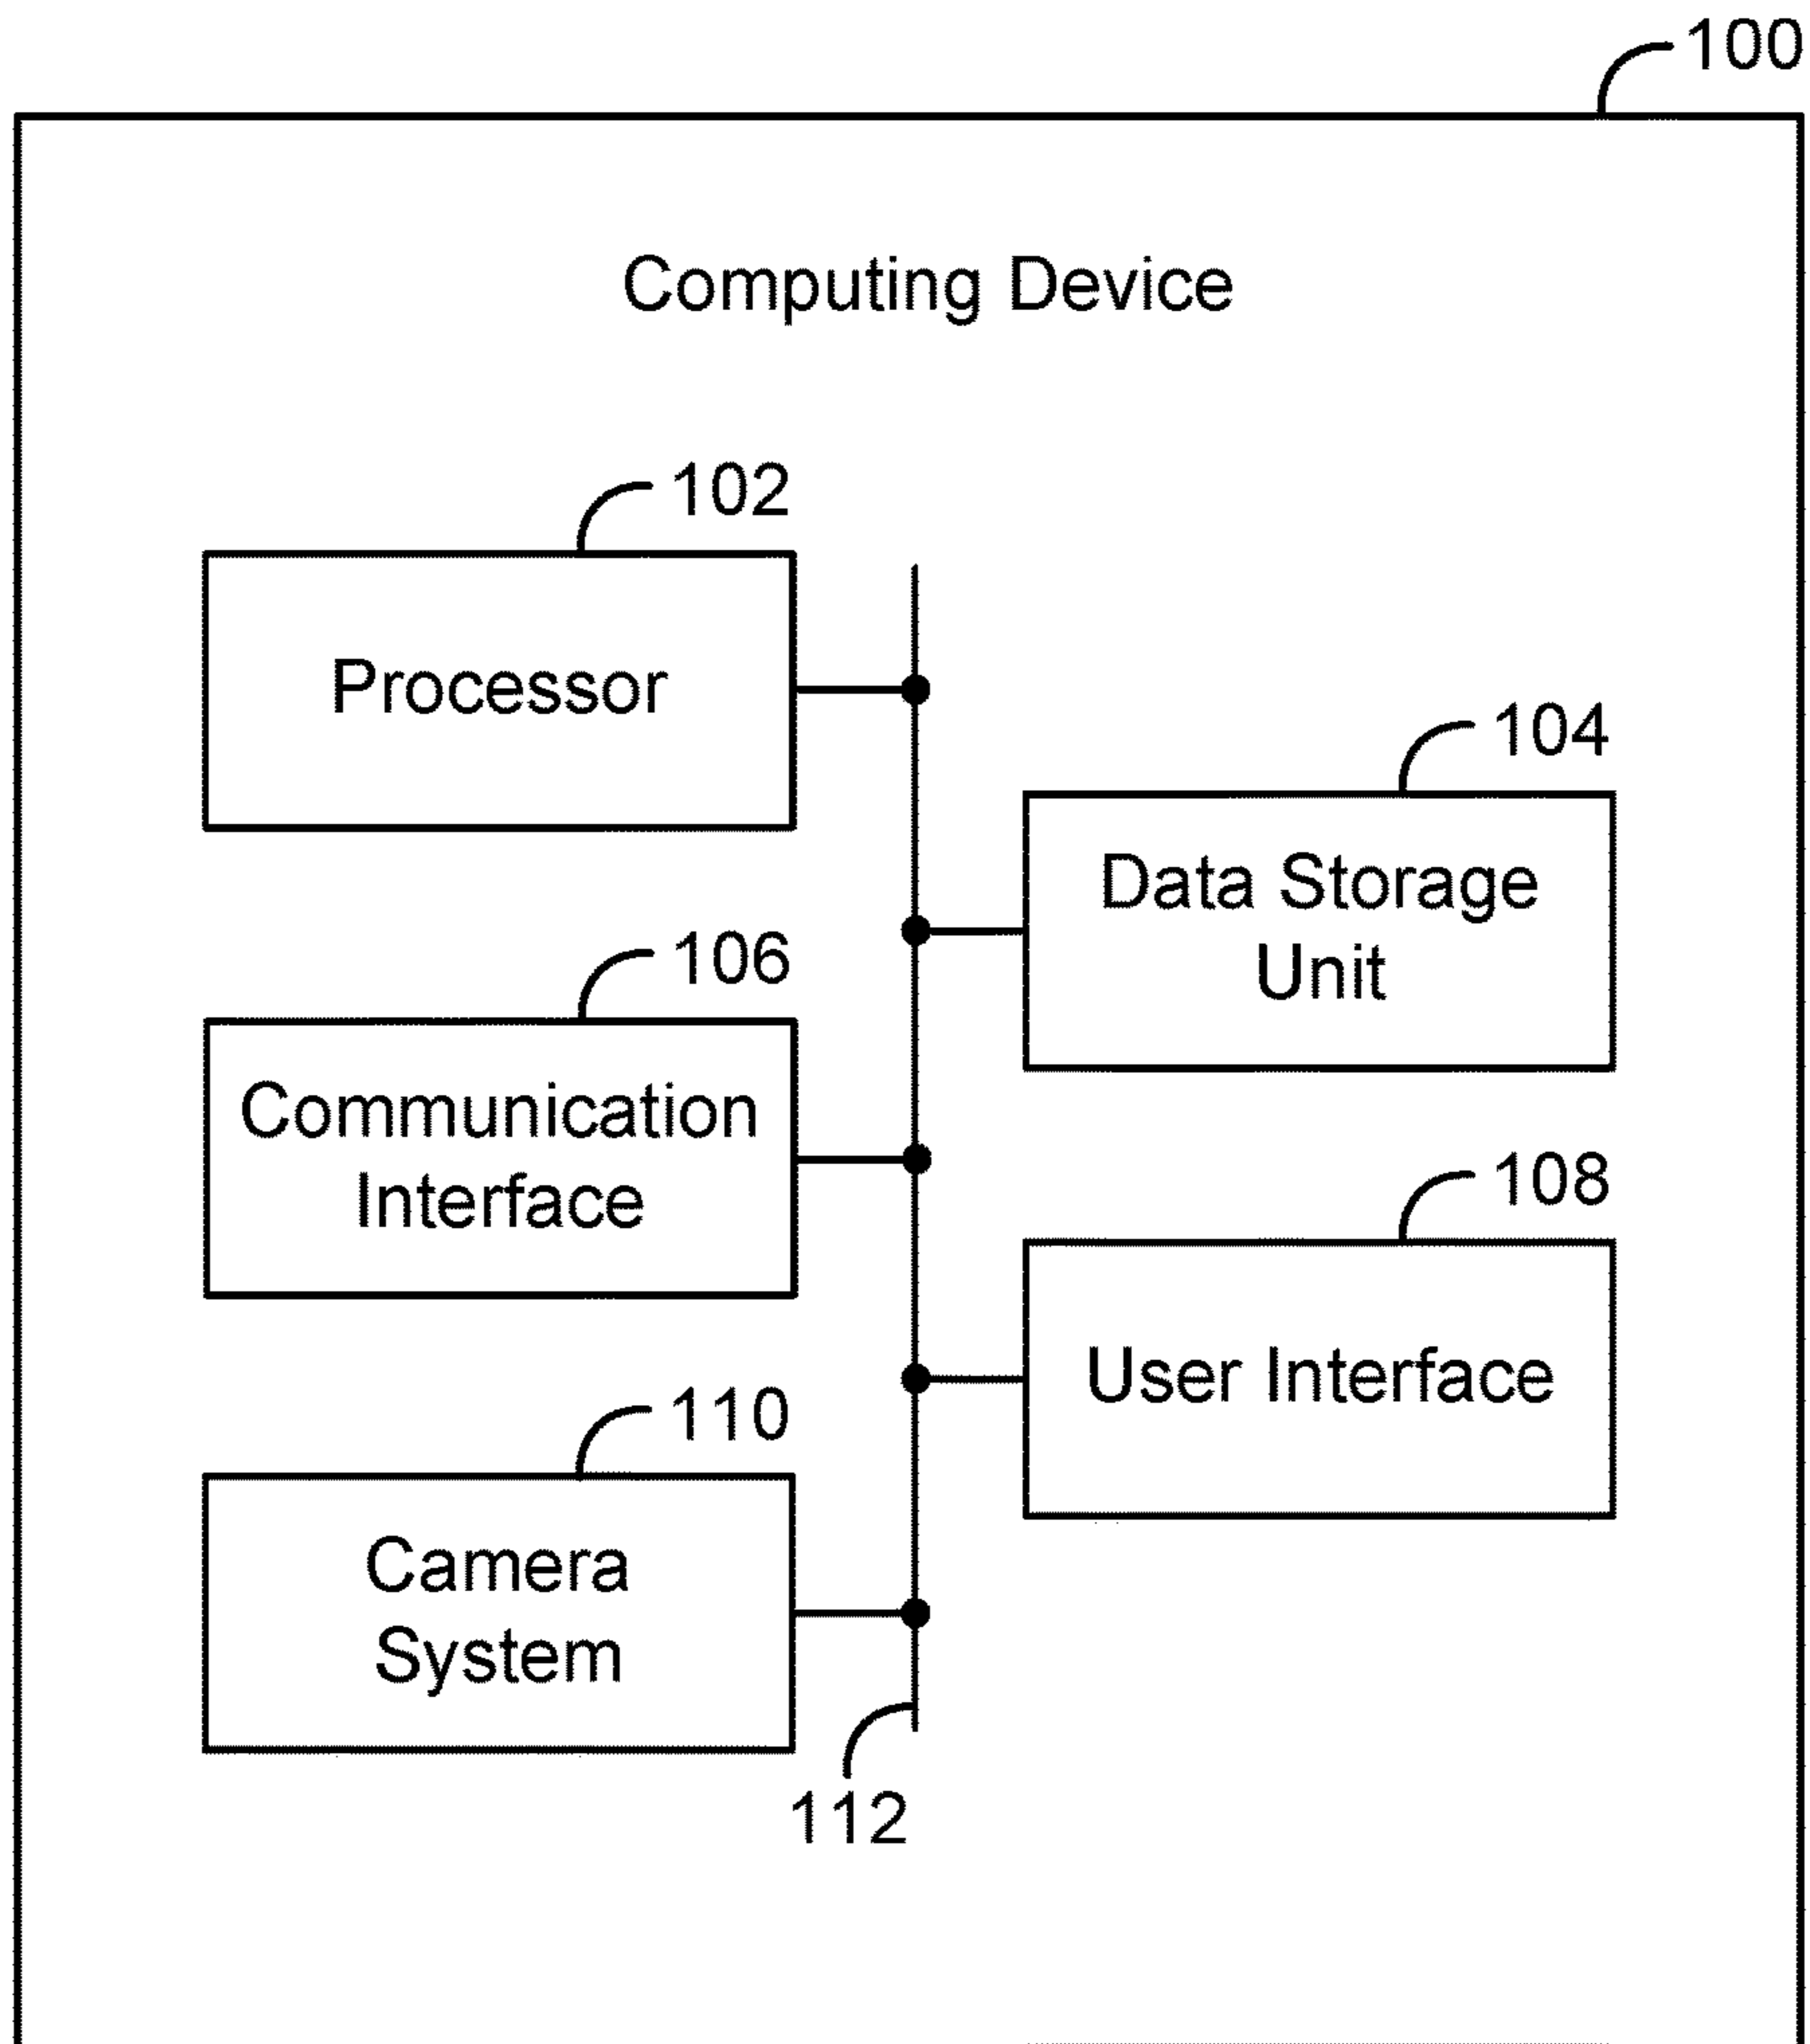 100
Computing Device
102
Processor
104
Data Storage
Unit
106
Communication
Interface
108
User Interface
110
Camera
System
112